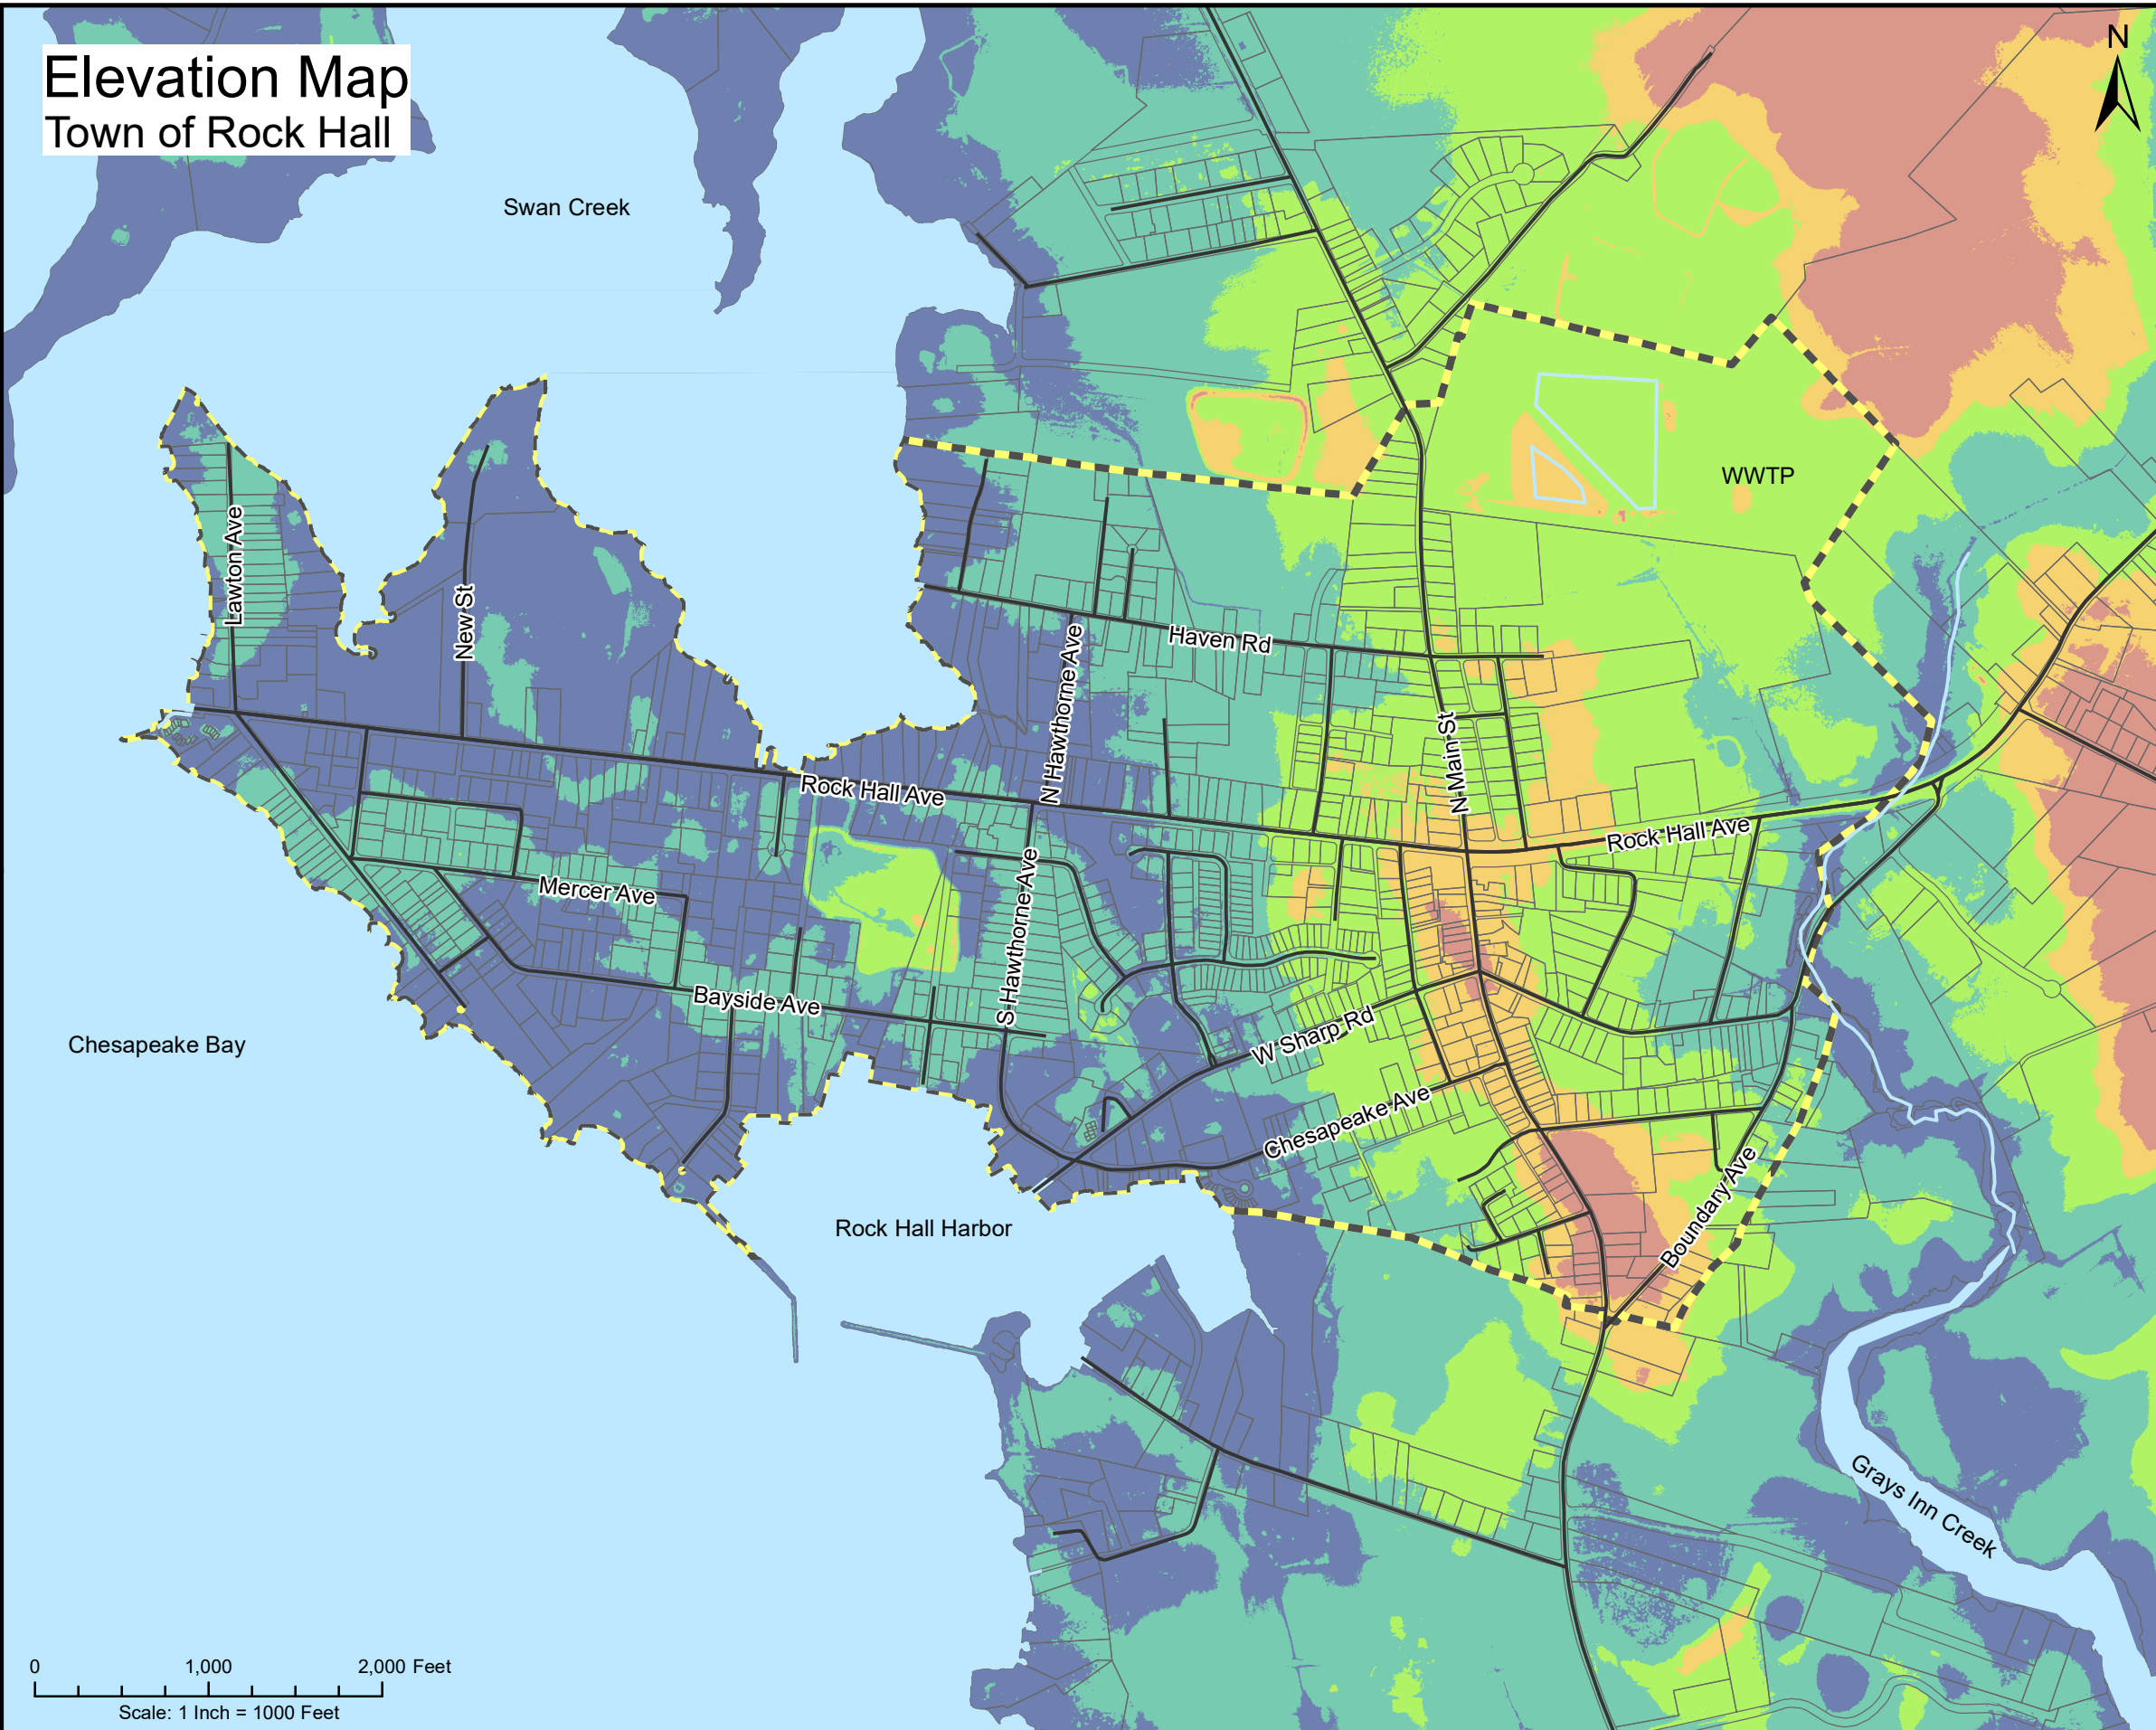 Elevation Map
Town of Rock Hall
N
Swan Creek
WWTP
Lawton Ave
New St
Haven Rd
N Hawthorne Ave
N Main St
Rock Hall Ave
Rock Hall Ave
Mercer Ave
S Hawthorne Ave
Bayside Ave
W Sharp Rd
Chesapeake Bay
Chesapeake Ave
Boundary Ave
Rock Hall Harbor
Grays Inn Creek
0 1,000 2,000 Feet
Scale: 1 Inch = 1000 Feet